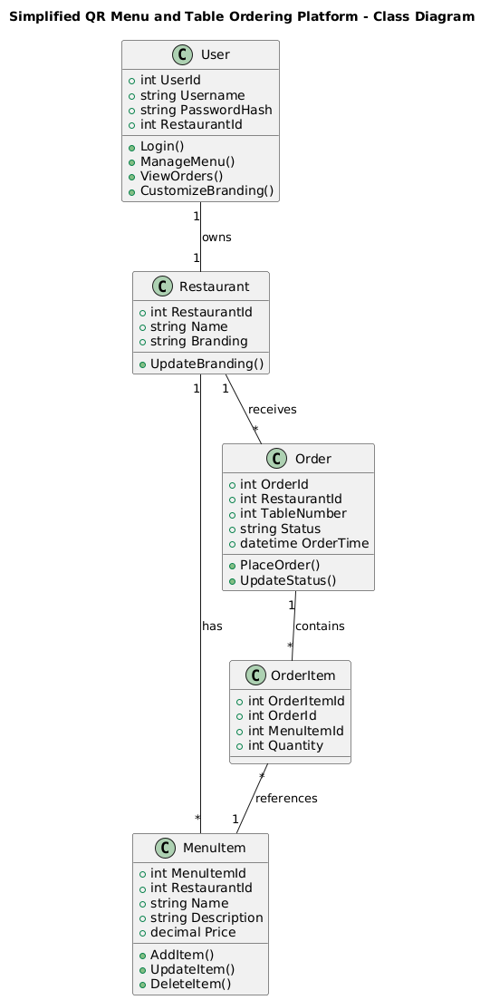 Simplified QR Menu and Table Ordering Platform - Class Diagram
C User
int UserId
string Username
string PasswordHash
int RestaurantId
Login()
ManageMenu()
ViewOrders()
CustomizeBranding()
1
owns
1
C Restaurant
int RestaurantId
string Name
string Branding
UpdateBranding()
1 1
receives
*
C Order
int OrderId
int RestaurantId
int TableNumber
string Status
datetime OrderTime
PlaceOrder()
UpdateStatus()
1
has contains
*
C OrderItem
int OrderItemId
int OrderId
int MenuItemId
int Quantity
*
references
* 1
C MenuItem
int MenuItemId
int RestaurantId
string Name
string Description
decimal Price
AddItem()
UpdateItem()
DeleteItem()